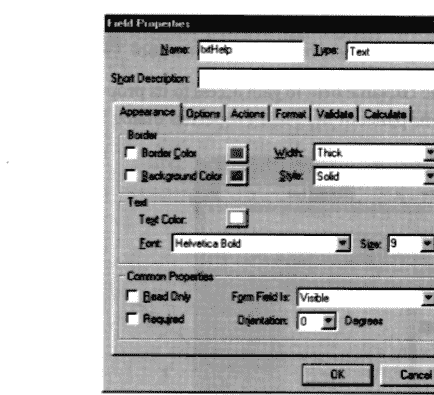 Field Properties
Name: txtHelp Type: Text
Short Description:
Appearance Options Actions Format Validate Calculate
Border
Border Color Width: Thick
Background Color Style: Solid
Text
Text Color:
Font: Helvetica Bold Size: 9
Common Properties
Read Only Form Field Is: Visible
Required Orientation: 0 Degrees
OK Cancel